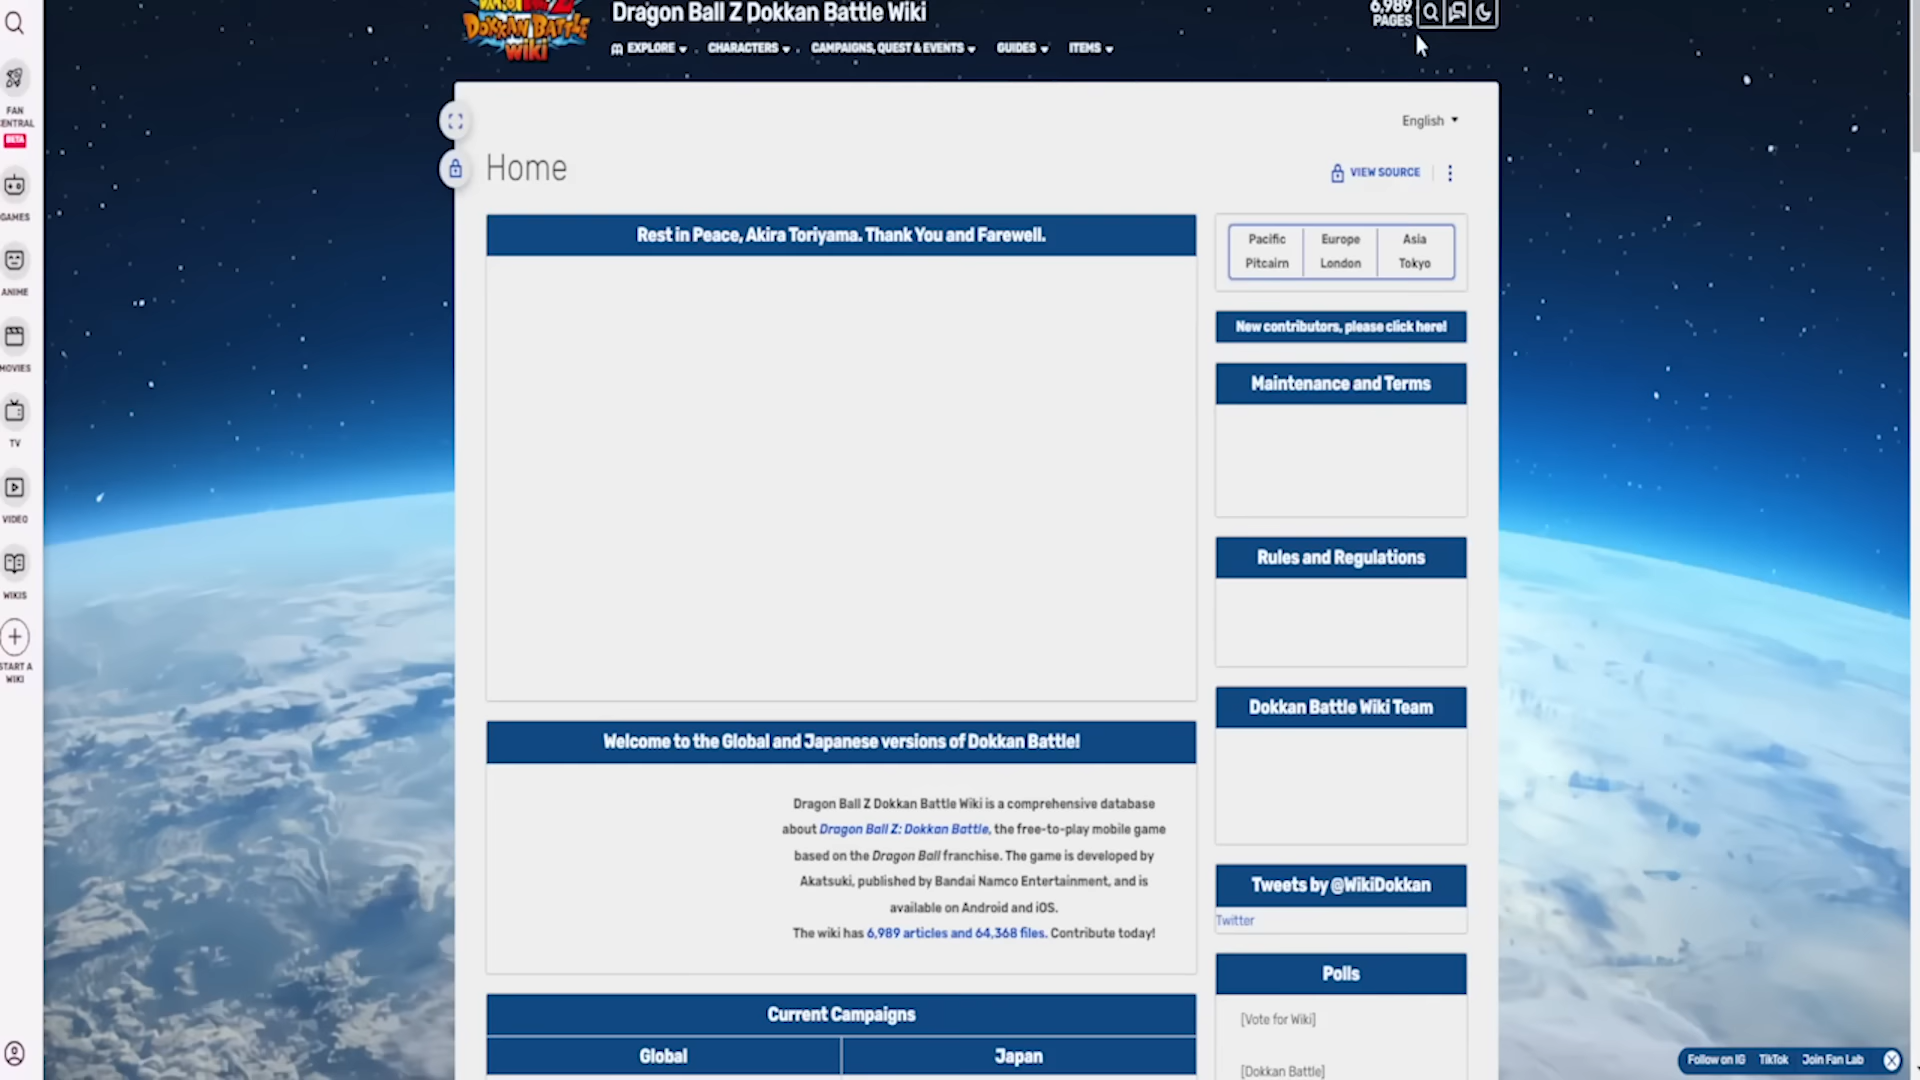 DOKKAN BATTLE
WIKI
Dragon Ball Z Dokkan Battle Wiki
6,989
PAGES
EXPLORE
CHARACTERS
CAMPAIGNS, QUEST & EVENTS
GUIDES
ITEMS
FAN
CENTRAL
BETA
GAMES
ANIME
MOVIES
TV
VIDEO
WIKIS
START A
WIKI
English
Home
VIEW SOURCE
Rest in Peace, Akira Toriyama. Thank You and Farewell.
Pacific Europe Asia
Pitcairn London Tokyo
New contributors, please click here!
Maintenance and Terms
Rules and Regulations
Dokkan Battle Wiki Team
Welcome to the Global and Japanese versions of Dokkan Battle!
Dragon Ball Z Dokkan Battle Wiki is a comprehensive database
about Dragon Ball Z: Dokkan Battle, the free-to-play mobile game
based on the Dragon Ball franchise. The game is developed by
Akatsuki, published by Bandai Namco Entertainment, and is
available on Android and iOS.
The wiki has 6,989 articles and 64,368 files. Contribute today!
Tweets by @WikiDokkan
Twitter
Polls
[Vote for Wiki]
[Dokkan Battle]
Current Campaigns
Global Japan
Follow on IG TikTok Join Fan Lab